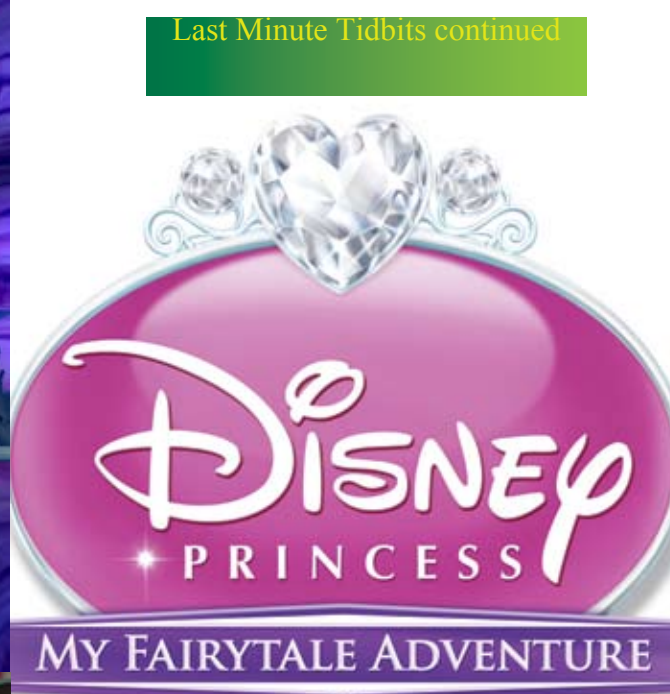 Last Minute Tidbits continued
Disney
PRINCESS
MY FAIRYTALE ADVENTURE